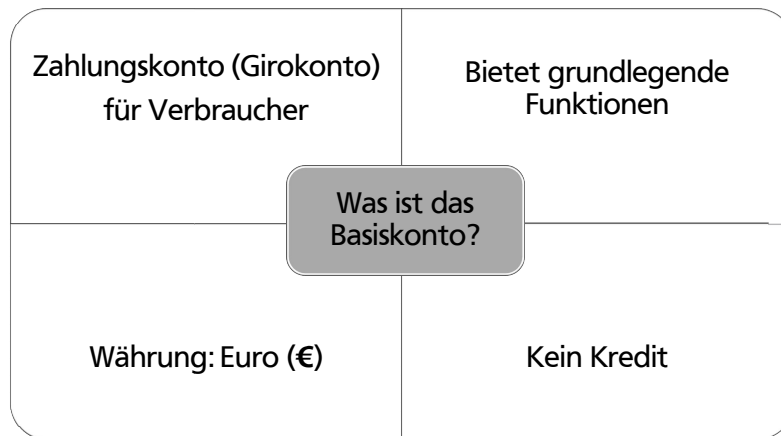 Zahlungskonto (Girokonto)
für Verbraucher
Bietet grundlegende
Funktionen
Was ist das
Basiskonto?
Währung: Euro (€)
Kein Kredit